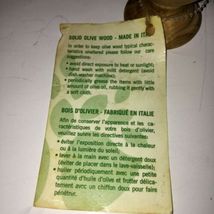 SOLID OLIVE WOOD - MADE IN ITALY
In order to keep olive wood typical charac-
teristics unaltered please follow our care
suggestions:
• avoid direct exposure to heat or sunlight;
• hand wash with mild detergent (avoid
dish washer machine);
• periodically grease the items with little
amount of olive oil, rubbing it gently with
a soft cloth.
BOIS D'OLIVIER - FABRIQUÉ EN ITALIE
Afin de conserver l'apparence et les ca-
ractéristiques de votre bois d'olivier,
veuillez suivre les directives suivantes:
• éviter l'exposition directe à la chaleur
ou à la lumière du soleil;
• lever à la main avec un détergent doux
(éviter de placer dans le lave-vaisselle);
• huiler périodiquement avec une petite
quantité d'huile d'olive et frotter délica-
tement avec un chiffon doux pour faire
pénétrer.